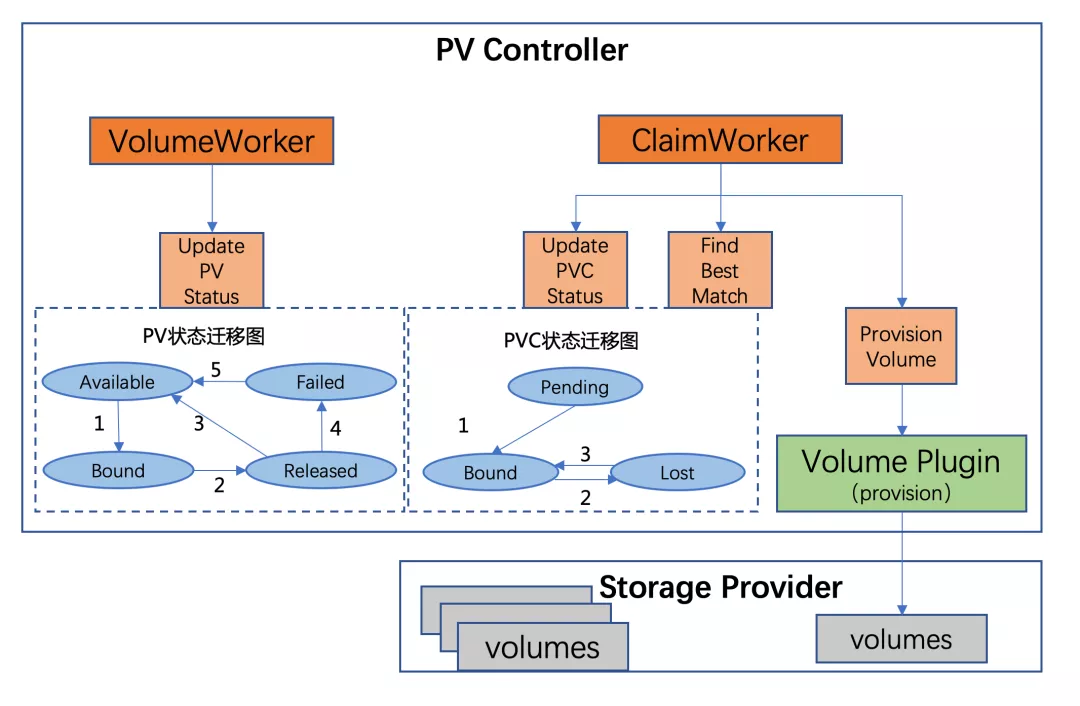 PV Controller
VolumeWorker
ClaimWorker
Update
PV
Status
Update
PVC
Status
Find
Best
Match
Provision
Volume
PV状态迁移图
Available
5
Failed
1
3
4
Bound
2
Released
PVC状态迁移图
Pending
1
Bound
3
2
Lost
Volume Plugin
（provision）
Storage Provider
volumes
volumes